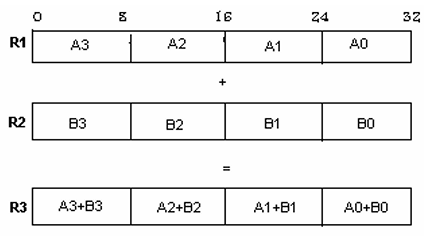 0 8 16 24 32
R1 A3 A2 A1 A0
+
R2 B3 B2 B1 B0
=
R3 A3+B3 A2+B2 A1+B1 A0+B0